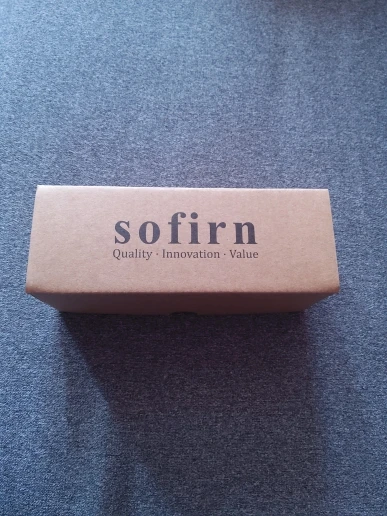 sofirn
Quality · Innovation · Value